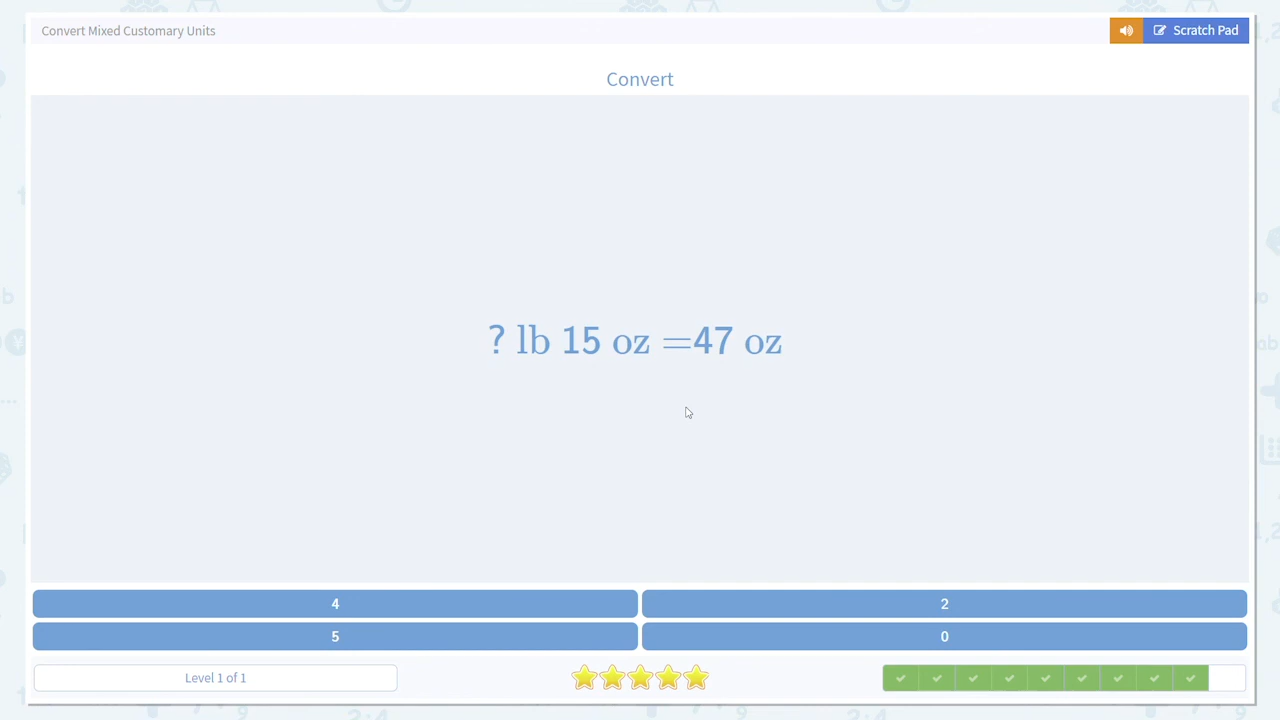 Convert Mixed Customary Units
Scratch Pad
Convert
? lb 15 oz =47 oz
4
2
5
0
Level 1 of 1